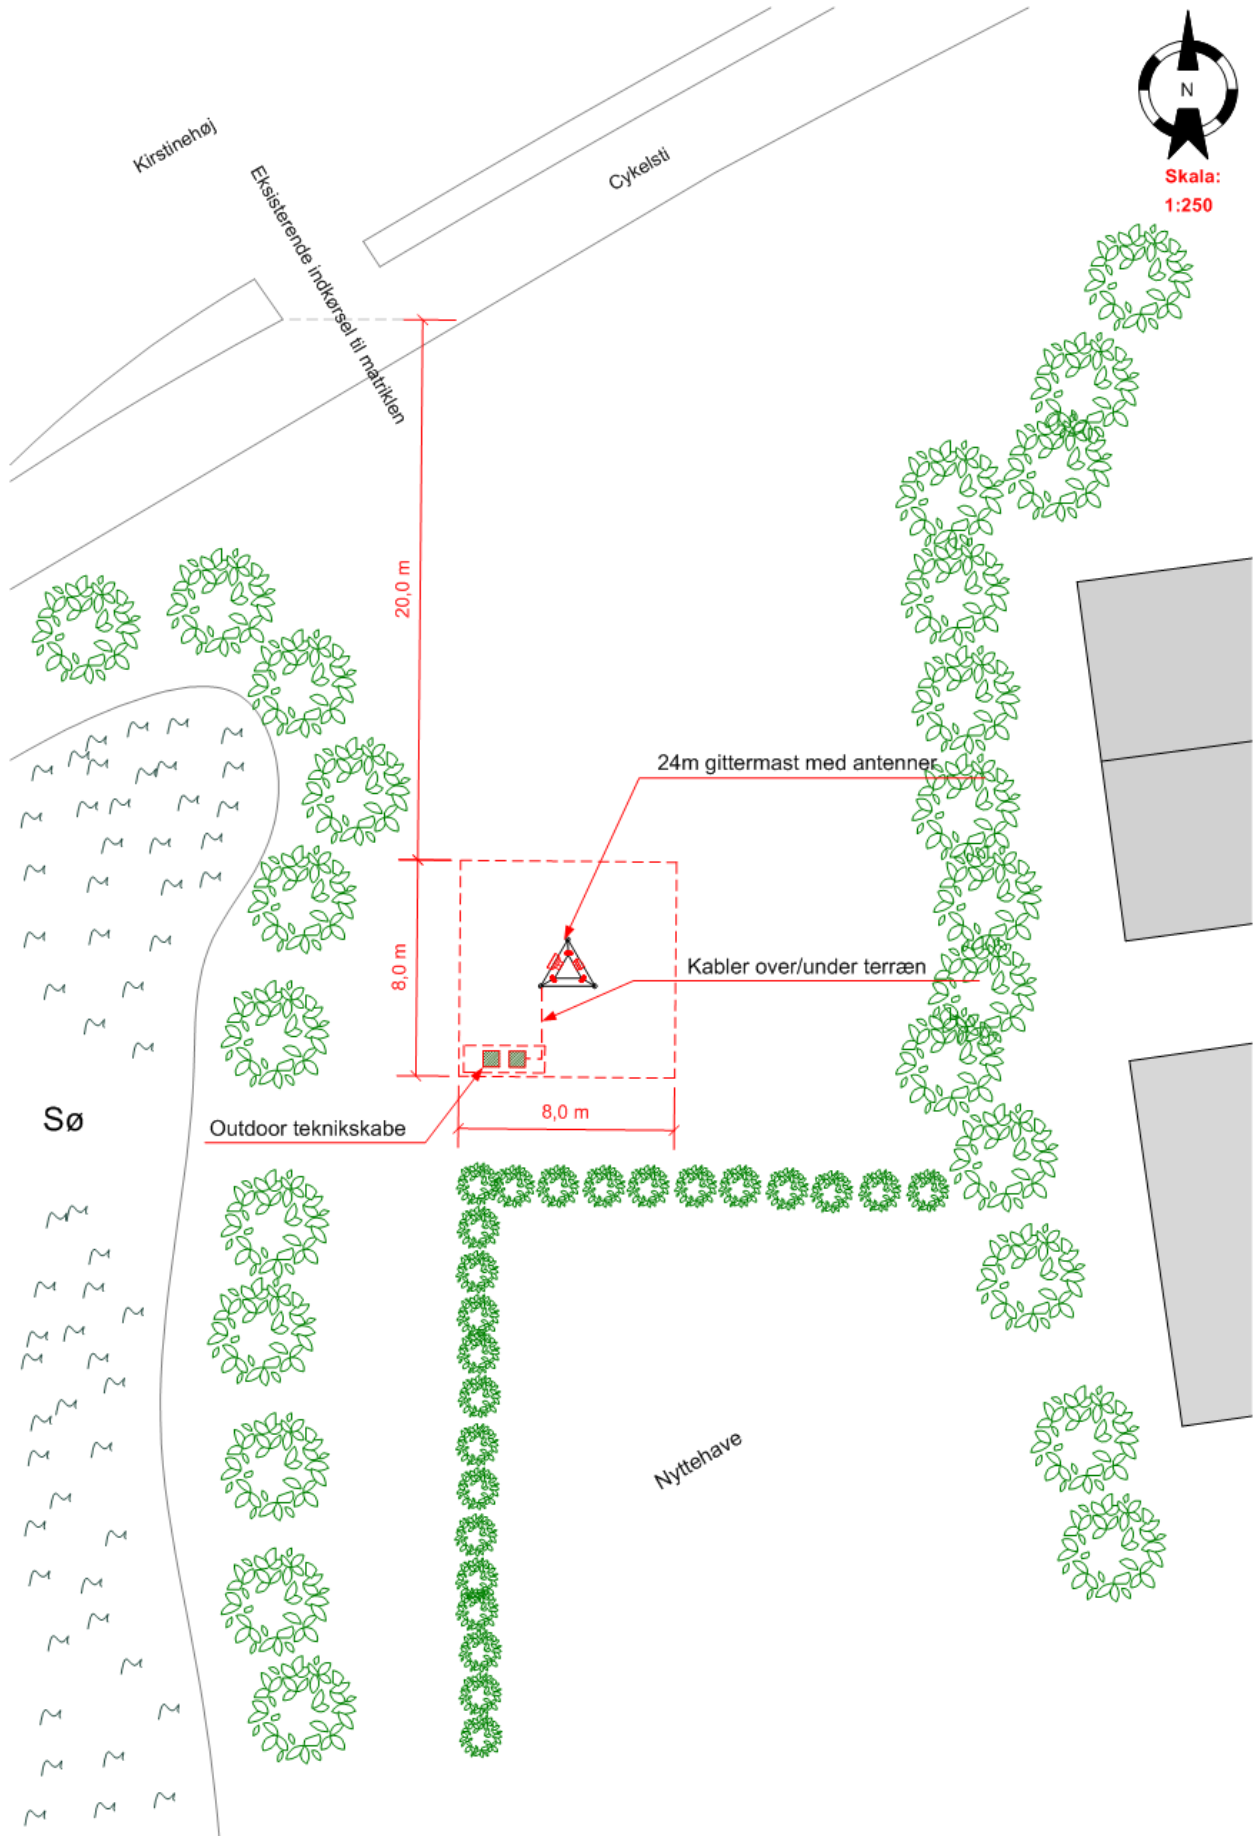 N
Skala:
1:250
Kirstinehøj
Cykelsti
Eksisterende indkørsel til matriklen
20,0 m
24m gittermast med antenner
8,0 m
Kabler over/under terræn
Sø
Outdoor teknikskabe
8,0 m
Nyttehave